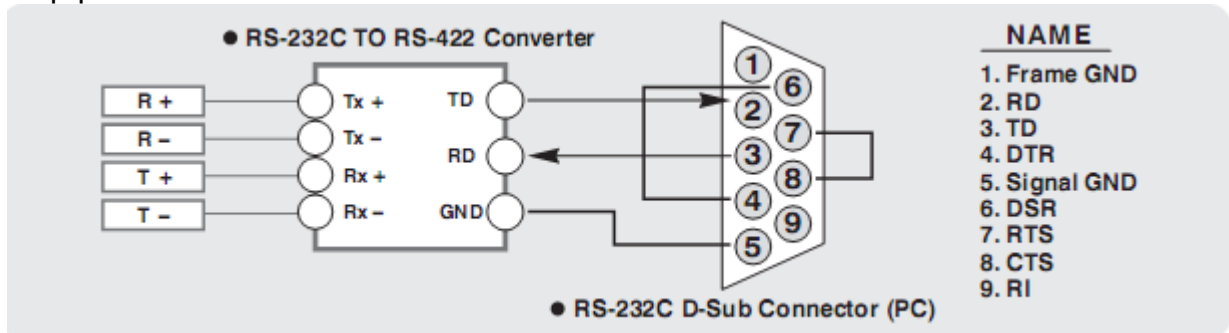 ● RS-232C TO RS-422 Converter
R +
R –
T +
T –
Tx +
Tx –
Rx +
Rx –
TD
RD
GND
1
2
3
4
5
6
7
8
9
● RS-232C D-Sub Connector (PC)
NAME
1. Frame GND
2. RD
3. TD
4. DTR
5. Signal GND
6. DSR
7. RTS
8. CTS
9. RI